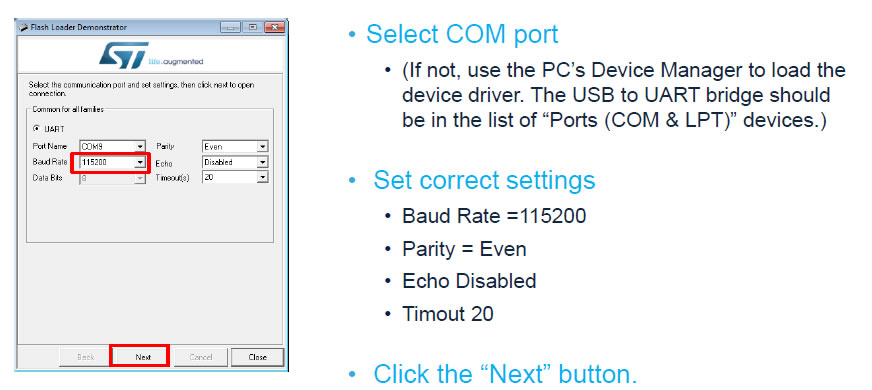 Flash Loader Demonstrator
life.augmented
Select the communication port and set settings, then click next to open
connection.
Common for all families
UART
Port Name COM9 Parity Even
Baud Rate 115200 Echo Disabled
Data Bits 8 Timeout(s) 20
Back Next Cancel Close
• Select COM port
• (If not, use the PC's Device Manager to load the
device driver. The USB to UART bridge should
be in the list of “Ports (COM & LPT)” devices.)
• Set correct settings
• Baud Rate =115200
• Parity = Even
• Echo Disabled
• Timout 20
• Click the “Next” button.